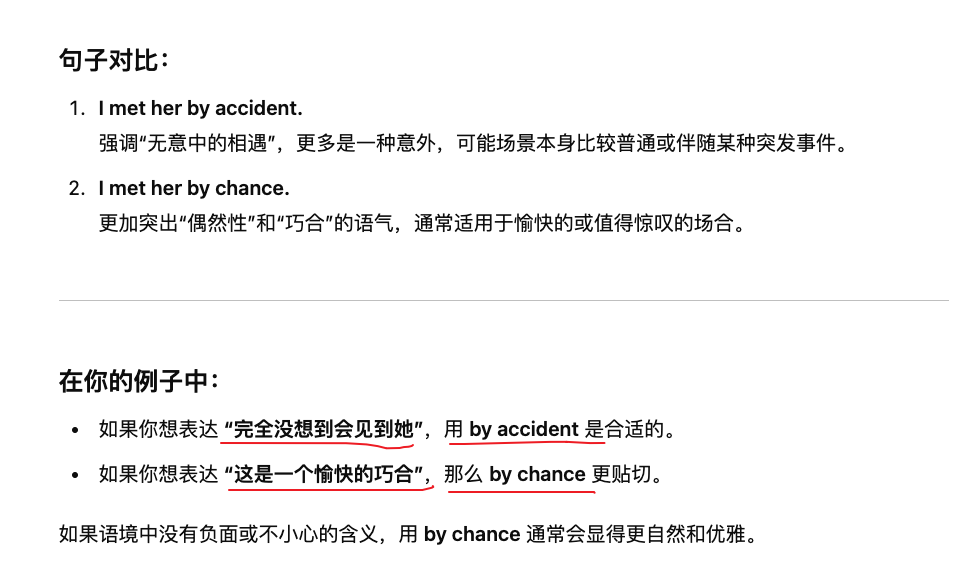 句子对比：
1. I met her by accident.
强调“无意中的相遇”，更多是一种意外，可能场景本身比较普通或伴随某种突发事件。
2. I met her by chance.
更加突出“偶然性”和“巧合”的语气，通常适用于愉快的或值得惊叹的场合。
在你的例子中：
• 如果你想表达 “完全没想到会见到她”，用 by accident 是合适的。
• 如果你想表达 “这是一个愉快的巧合”，那么 by chance 更贴切。
如果语境中没有负面或不小心的含义，用 by chance 通常会显得更自然和优雅。